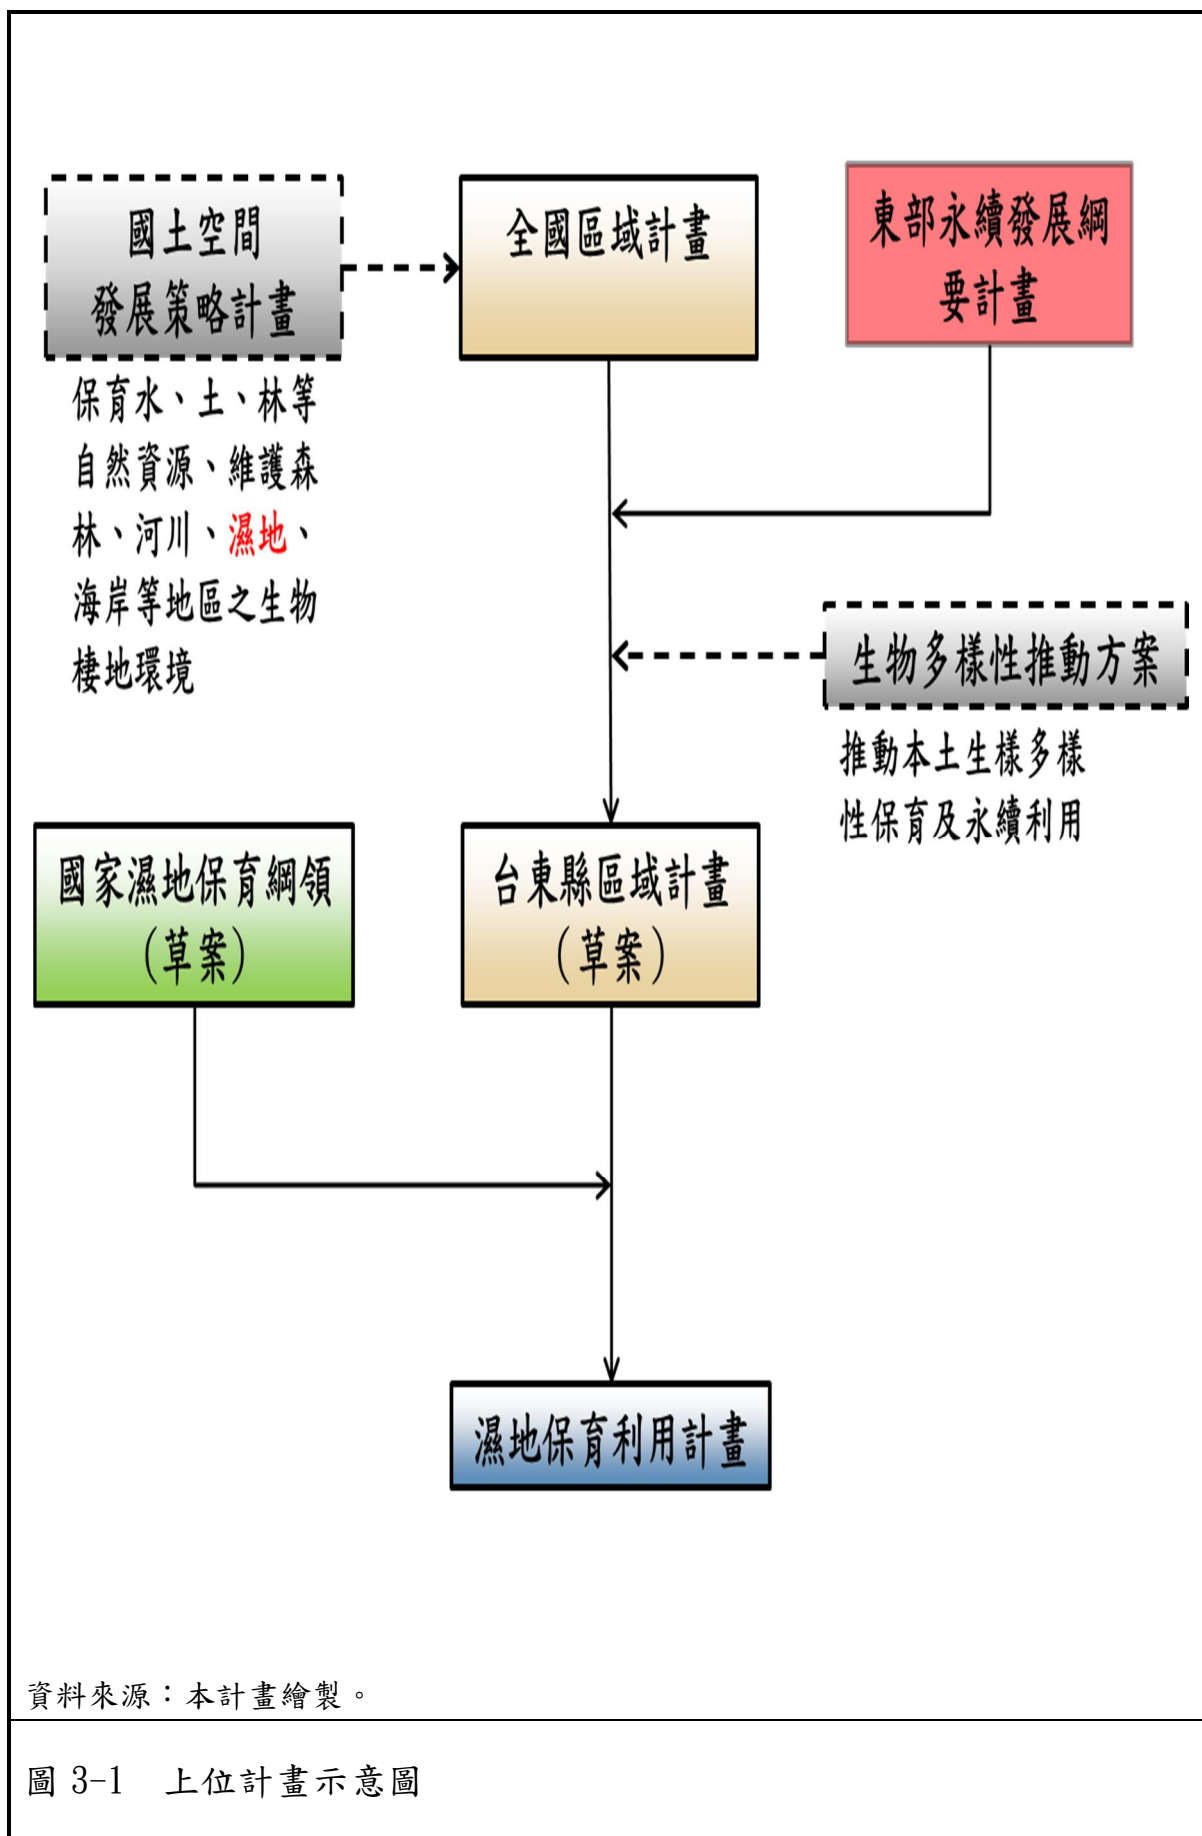 國土空間
發展策略計畫
全國區域計畫
東部永續發展綱
要計畫
保育水、土、林等
自然資源、維護森
林、河川、濕地、
海岸等地區之生物
棲地環境
生物多樣性推動方案
推動本土生樣多樣
性保育及永續利用
國家濕地保育綱領
(草案)
台東縣區域計畫
(草案)
濕地保育利用計畫
資料來源：本計畫繪製。
圖 3-1　上位計畫示意圖